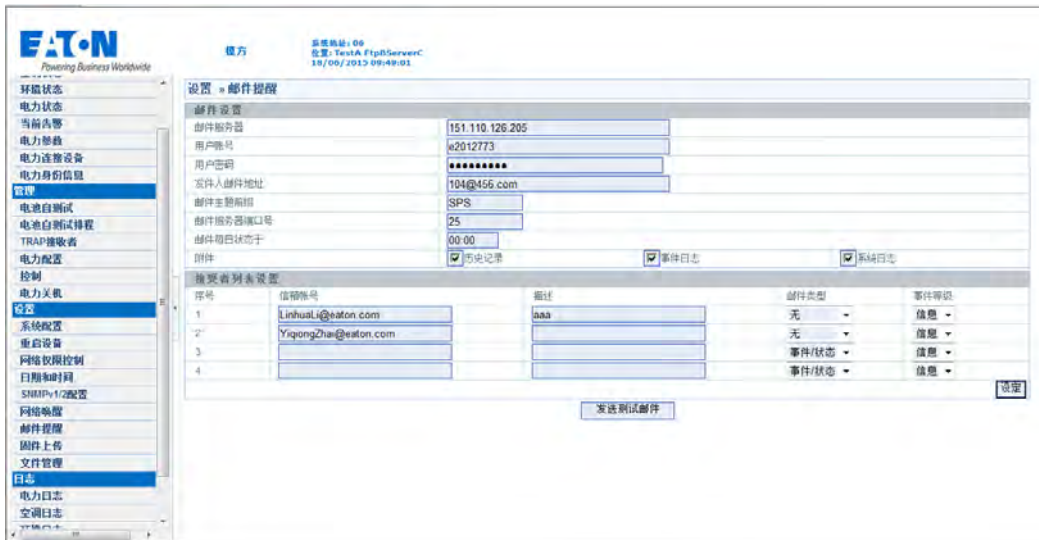 EATON
Powering Business Worldwide
位置: TestA FtpBServerC
18/06/2015 09:49:01
环境状态
电力状态
当前告警
电力参数
电力连接设备
电力身份信息
管理
电池自测试
电池自测试排程
TRAP接收者
电力配置
控制
电力关机
设置
系统配置
重启设备
网络权限控制
日期和时间
SNMPv1/2配置
网络唤醒
邮件提醒
固件上传
文件管理
日志
电力日志
空调日志
设置 » 邮件提醒
邮件设置
邮件服务器 151.110.126.205
用户账号 e2012773
用户密码 •••••••••
发件人邮件地址 104@456.com
邮件主题前缀 SPS
邮件服务器端口号 25
邮件每日状态于 00:00
附件 历史记录 事件日志 系统日志
接受者列表设置
序号 信箱帐号 描述 邮件类型 事件等级
1 LinhuaLi@eaton.com aaa 无 信息
2 YiqiongZhai@eaton.com 无 信息
3 事件/状态 信息
4 事件/状态 信息
设定
发送测试邮件